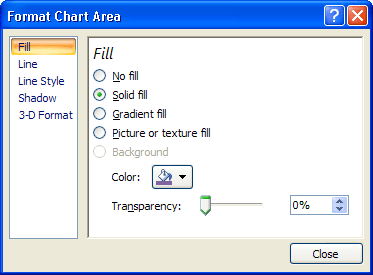 Format Chart Area
?
Fill
Line
Line Style
Shadow
3-D Format
Fill
No fill
Solid fill
Gradient fill
Picture or texture fill
Background
Color:
Transparency: 0%
Close